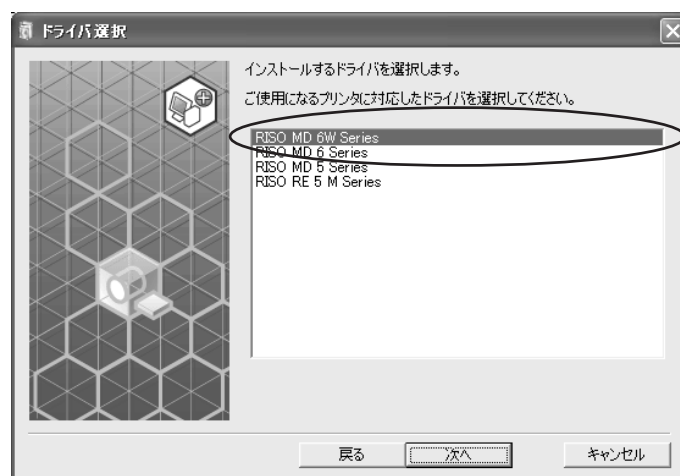 ドライバ選択
インストールするドライバを選択します。
ご使用になるプリンタに対応したドライバを選択してください。
RISO MD 6W Series
RISO MD 6 Series
RISO MD 5 Series
RISO RE 5 M Series
戻る 次へ キャンセル